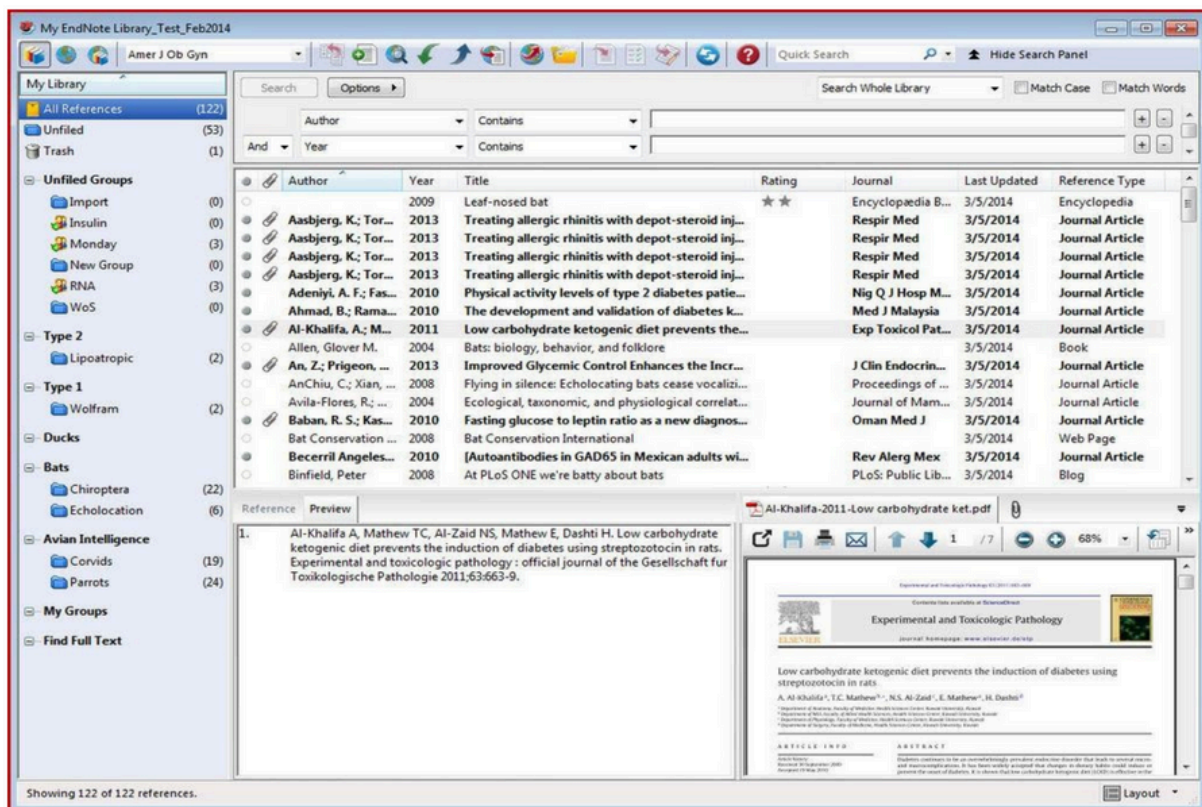 My EndNote Library_Test_Feb2014
Amer J Ob Gyn Quick Search Hide Search Panel
My Library
All References (122)
Unfiled (53)
Trash (1)
Unfiled Groups
Import (0)
Insulin (0)
Monday (3)
New Group (0)
RNA (3)
WoS (0)
Type 2
Lipoatropic (2)
Type 1
Wolfram (2)
Ducks
Bats
Chiroptera (22)
Echolocation (6)
Avian Intelligence
Corvids (19)
Parrots (24)
My Groups
Find Full Text
Search Options Search Whole Library Match Case Match Words
Author Contains + -
And Year Contains + -
Author Year Title Rating Journal Last Updated Reference Type
2009 Leaf-nosed bat ★★ Encyclopædia B... 3/5/2014 Encyclopedia
Aasbjerg, K.; Tor... 2013 Treating allergic rhinitis with depot-steroid inj... Respir Med 3/5/2014 Journal Article
Aasbjerg, K.; Tor... 2013 Treating allergic rhinitis with depot-steroid inj... Respir Med 3/5/2014 Journal Article
Aasbjerg, K.; Tor... 2013 Treating allergic rhinitis with depot-steroid inj... Respir Med 3/5/2014 Journal Article
Aasbjerg, K.; Tor... 2013 Treating allergic rhinitis with depot-steroid inj... Respir Med 3/5/2014 Journal Article
Adeniyi, A. F.; Fas... 2010 Physical activity levels of type 2 diabetes patie... Nig Q J Hosp M... 3/5/2014 Journal Article
Ahmad, B.; Rama... 2010 The development and validation of diabetes k... Med J Malaysia 3/5/2014 Journal Article
Al-Khalifa, A.; M... 2011 Low carbohydrate ketogenic diet prevents the... Exp Toxicol Pat... 3/5/2014 Journal Article
Allen, Glover M. 2004 Bats: biology, behavior, and folklore 3/5/2014 Book
An, Z.; Prigeon, ... 2013 Improved Glycemic Control Enhances the Incr... J Clin Endocrin... 3/5/2014 Journal Article
AnChiu, C.; Xian, ... 2008 Flying in silence: Echolocating bats cease vocalizi... Proceedings of ... 3/5/2014 Journal Article
Avila-Flores, R.; ... 2004 Ecological, taxonomic, and physiological correlat... Journal of Mam... 3/5/2014 Journal Article
Baban, R. S.; Kas... 2010 Fasting glucose to leptin ratio as a new diagnos... Oman Med J 3/5/2014 Journal Article
Bat Conservation ... 2008 Bat Conservation International 3/5/2014 Web Page
Becerril Angeles... 2010 [Autoantibodies in GAD65 in Mexican adults wi... Rev Alerg Mex 3/5/2014 Journal Article
Binfield, Peter 2008 At PLoS ONE we're batty about bats PLoS: Public Lib... 3/5/2014 Blog
Reference Preview
1. Al-Khalifa A, Mathew TC, Al-Zaid NS, Mathew E, Dashti H. Low carbohydrate
ketogenic diet prevents the induction of diabetes using streptozotocin in rats.
Experimental and toxicologic pathology : official journal of the Gesellschaft fur
Toxikologische Pathologie 2011;63:663-9.
Al-Khalifa-2011-Low carbohydrate ket.pdf
1 /7 68% »
Contents lists available at ScienceDirect
Experimental and Toxicologic Pathology
journal homepage: www.elsevier.de/etp
ELSEVIER
Low carbohydrate ketogenic diet prevents the induction of diabetes using
streptozotocin in rats
A. Al-Khalifa, T.C. Mathew, N.S. Al-Zaid, E. Mathew, H. Dashti
ARTICLE INFO ABSTRACT
Showing 122 of 122 references.
Layout